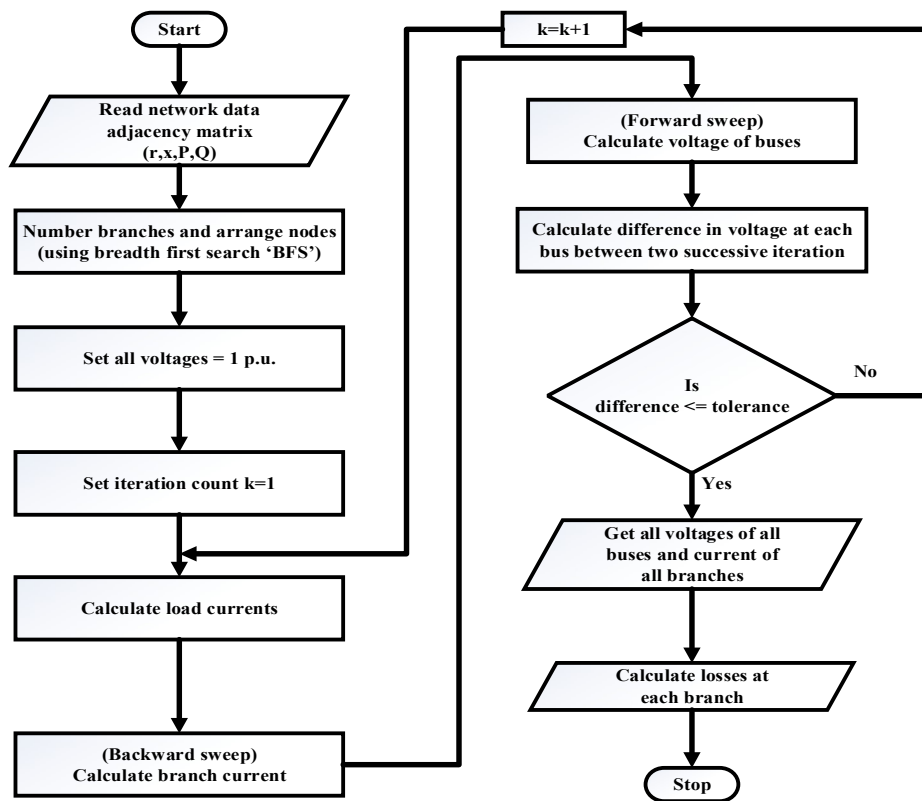 Start
Read network data
adjacency matrix
(r,x,P,Q)
Number branches and arrange nodes
(using breadth first search ‘BFS’)
Set all voltages = 1 p.u.
Set iteration count k=1
Calculate load currents
(Backward sweep)
Calculate branch current
k=k+1
(Forward sweep)
Calculate voltage of buses
Calculate difference in voltage at each
bus between two successive iteration
Is
difference <= tolerance
No
Yes
Get all voltages of all
buses and current of
all branches
Calculate losses at
each branch
Stop